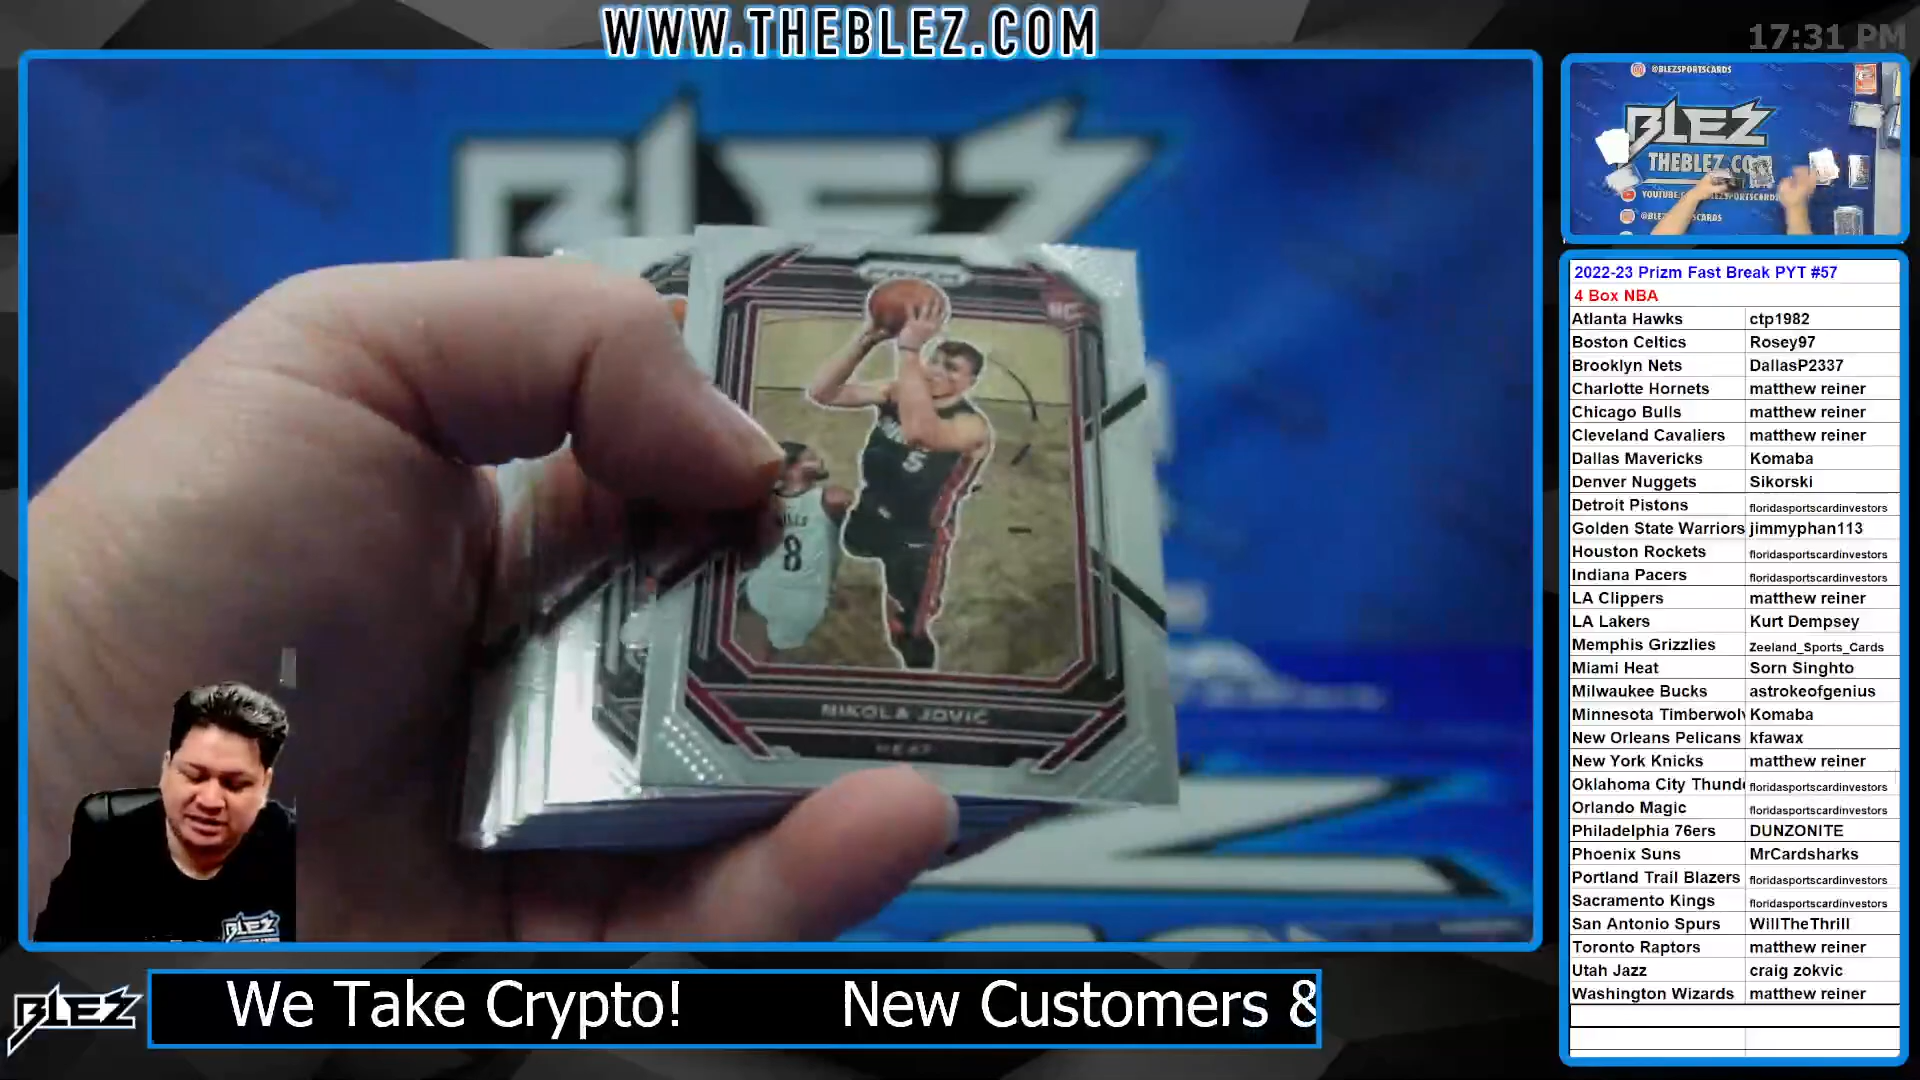 WWW.THEBLEZ.COM
17:31 PM
BLEZ
PRIZM
RC
5
8
NIKOLA JOVIC
HEAT
BLEZ
@BLEZSPORTSCARDS
BLEZ
THEBLEZ.CO
@BLEZ
SCARDS
2022-23 Prizm Fast Break PYT #57
4 Box NBA
Atlanta Hawks ctp1982
Boston Celtics Rosey97
Brooklyn Nets DallasP2337
Charlotte Hornets matthew reiner
Chicago Bulls matthew reiner
Cleveland Cavaliers matthew reiner
Dallas Mavericks Komaba
Denver Nuggets Sikorski
Detroit Pistons floridasportscardinvestors
Golden State Warriors jimmyphan113
Houston Rockets floridasportscardinvestors
Indiana Pacers floridasportscardinvestors
LA Clippers matthew reiner
LA Lakers Kurt Dempsey
Memphis Grizzlies Zeeland_Sports_Cards
Miami Heat Sorn Singhto
Milwaukee Bucks astrokeofgenius
Minnesota Timberwol Komaba
New Orleans Pelicans kfawax
New York Knicks matthew reiner
Oklahoma City Thund floridasportscardinvestors
Orlando Magic floridasportscardinvestors
Philadelphia 76ers DUNZONITE
Phoenix Suns MrCardsharks
Portland Trail Blazers floridasportscardinvestors
Sacramento Kings floridasportscardinvestors
San Antonio Spurs WillTheThrill
Toronto Raptors matthew reiner
Utah Jazz craig zokvic
Washington Wizards matthew reiner
BLEZ
We Take Crypto! New Customers &